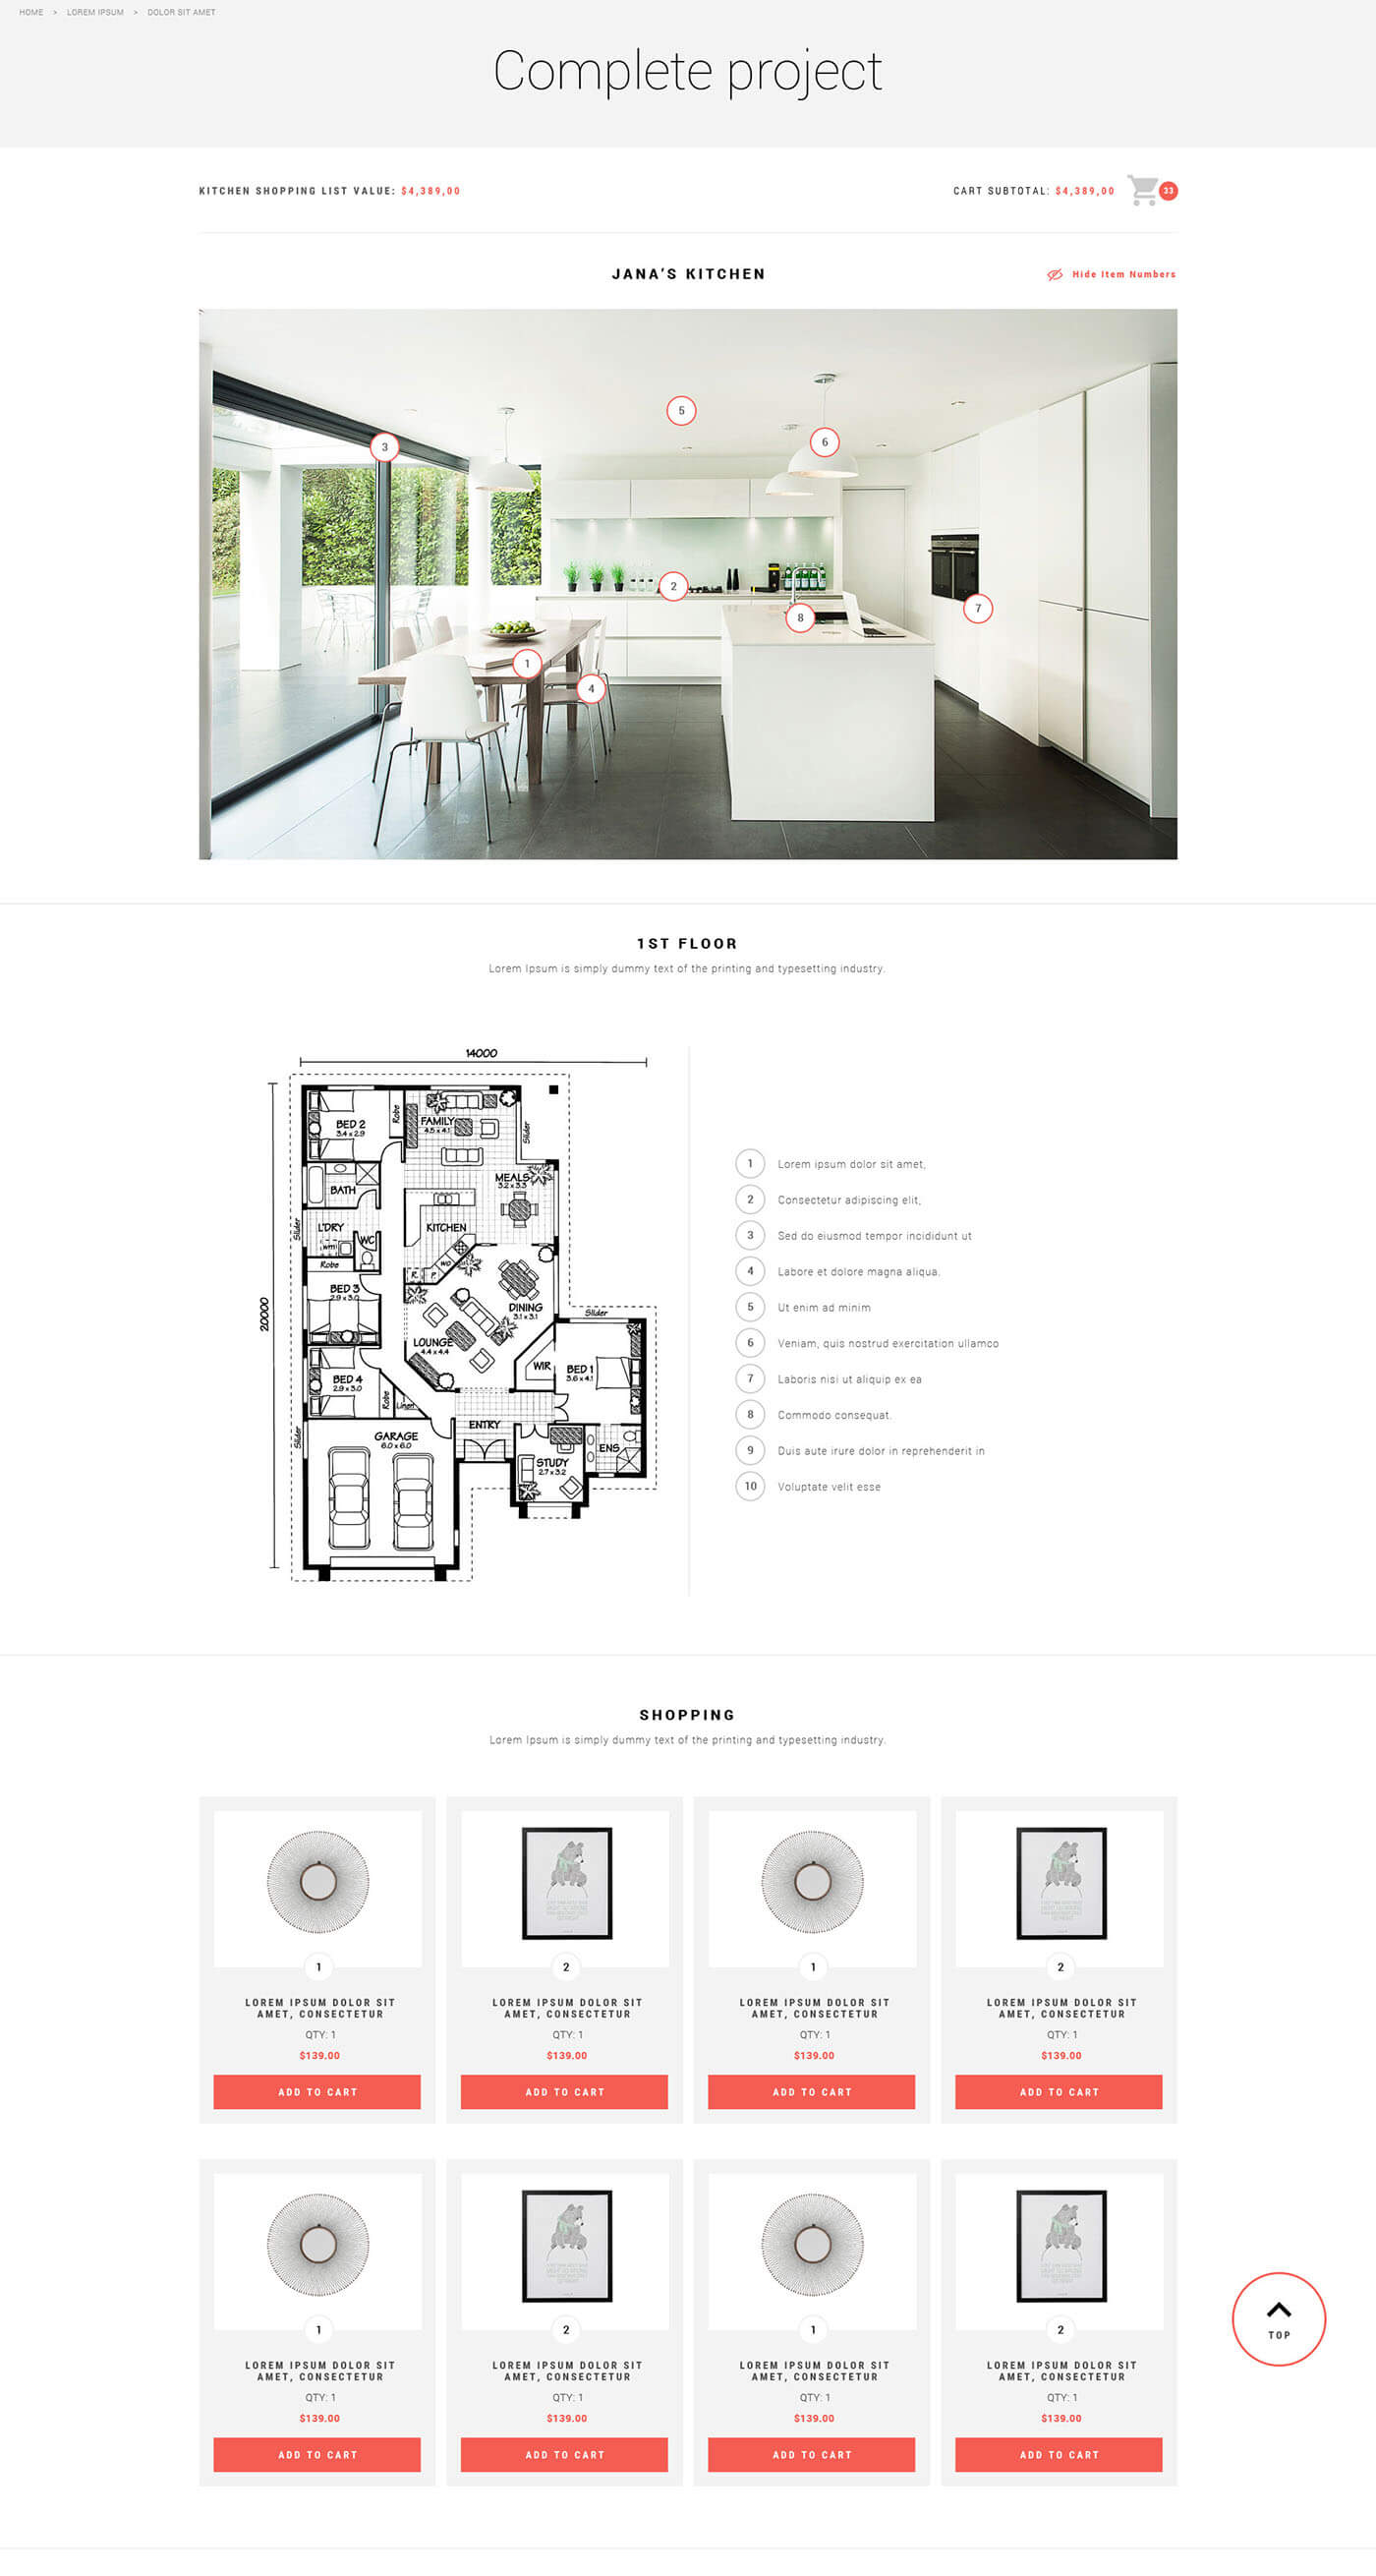 HOME > LOREM IPSUM > DOLOR SIT AMET
Complete project
KITCHEN SHOPPING LIST VALUE: $4,389,00
CART SUBTOTAL: $4,389,00 33
JANA'S KITCHEN
Hide Item Numbers
5
3
6
2
7
8
1
4
1ST FLOOR
Lorem Ipsum is simply dummy text of the printing and typesetting industry.
14000
20000
BED 2
3.4 x 2.9
Robe
FAMILY
4.5 x 4.1
Slider
MEALS
3.2 x 3.3
BATH
Slider
L'DRY
WC
KITCHEN
Robe
BED 3
2.9 x 3.0
DINING
3.1 x 3.1
Slider
LOUNGE
4.4 x 4.4
WIR
BED 1
3.6 x 4.1
BED 4
2.9 x 3.0
Robe
Linen
ENTRY
Slider
GARAGE
6.0 x 6.0
ENS
STUDY
2.7 x 3.2
1 Lorem ipsum dolor sit amet,
2 Consectetur adipiscing elit,
3 Sed do eiusmod tempor incididunt ut
4 Labore et dolore magna aliqua.
5 Ut enim ad minim
6 Veniam, quis nostrud exercitation ullamco
7 Laboris nisi ut aliquip ex ea
8 Commodo consequat.
9 Duis aute irure dolor in reprehenderit in
10 Voluptate velit esse
SHOPPING
Lorem Ipsum is simply dummy text of the printing and typesetting industry.
1
LOREM IPSUM DOLOR SIT
AMET, CONSECTETUR
QTY: 1
$139.00
ADD TO CART
2
LOREM IPSUM DOLOR SIT
AMET, CONSECTETUR
QTY: 1
$139.00
ADD TO CART
1
LOREM IPSUM DOLOR SIT
AMET, CONSECTETUR
QTY: 1
$139.00
ADD TO CART
2
LOREM IPSUM DOLOR SIT
AMET, CONSECTETUR
QTY: 1
$139.00
ADD TO CART
1
LOREM IPSUM DOLOR SIT
AMET, CONSECTETUR
QTY: 1
$139.00
ADD TO CART
2
LOREM IPSUM DOLOR SIT
AMET, CONSECTETUR
QTY: 1
$139.00
ADD TO CART
1
LOREM IPSUM DOLOR SIT
AMET, CONSECTETUR
QTY: 1
$139.00
ADD TO CART
2
LOREM IPSUM DOLOR SIT
AMET, CONSECTETUR
QTY: 1
$139.00
ADD TO CART
TOP